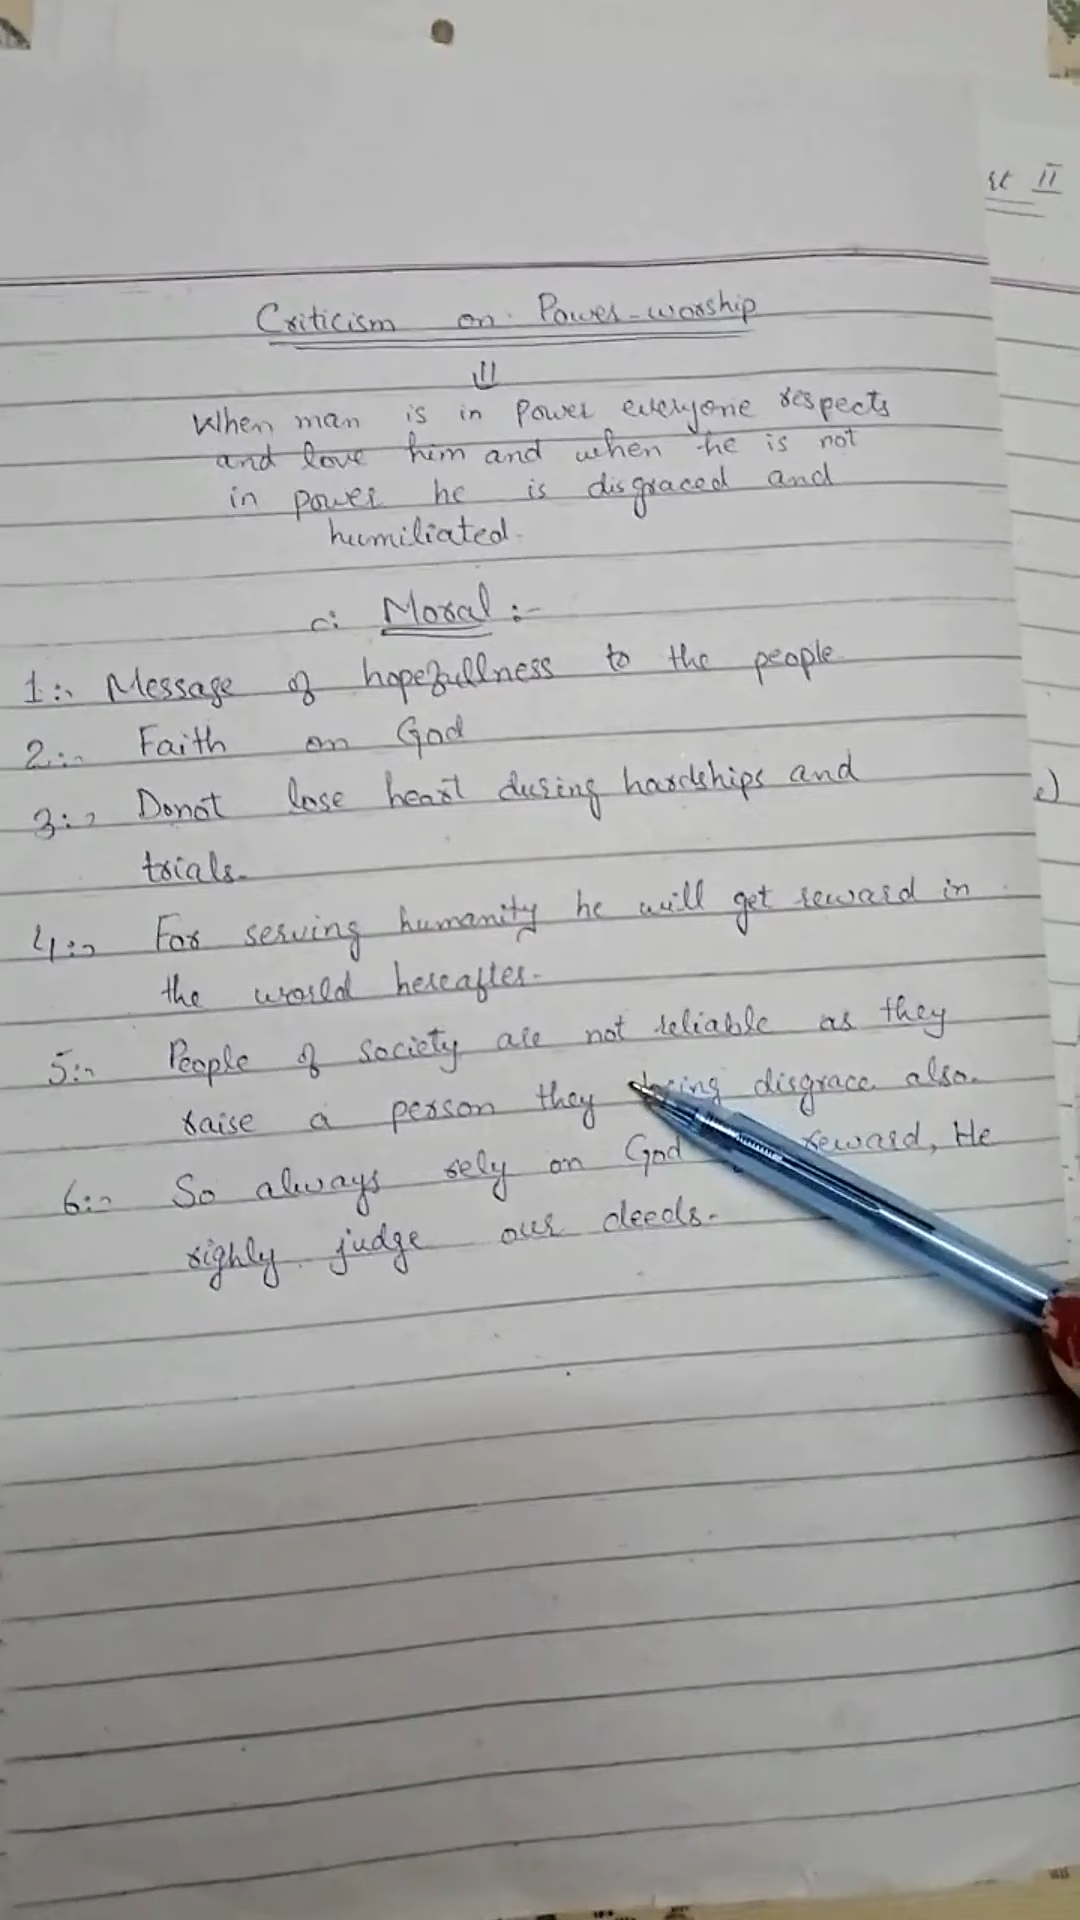 rt II
Criticism on Power-worship
When man is in power everyone respects
and love him and when he is not
in power he is disgraced and
humiliated.
c: Moral :-
1:- Message of hopefullness to the people
2:- Faith on God
3:- Donot lose heart during hardships and
trials.
4:- For serving humanity he will get reward in
the world hereafter.
5:- People of society are not reliable as they
raise a person they disgrace also.
6:- So always rely on God reward, He
righly judge our deeds.
e)